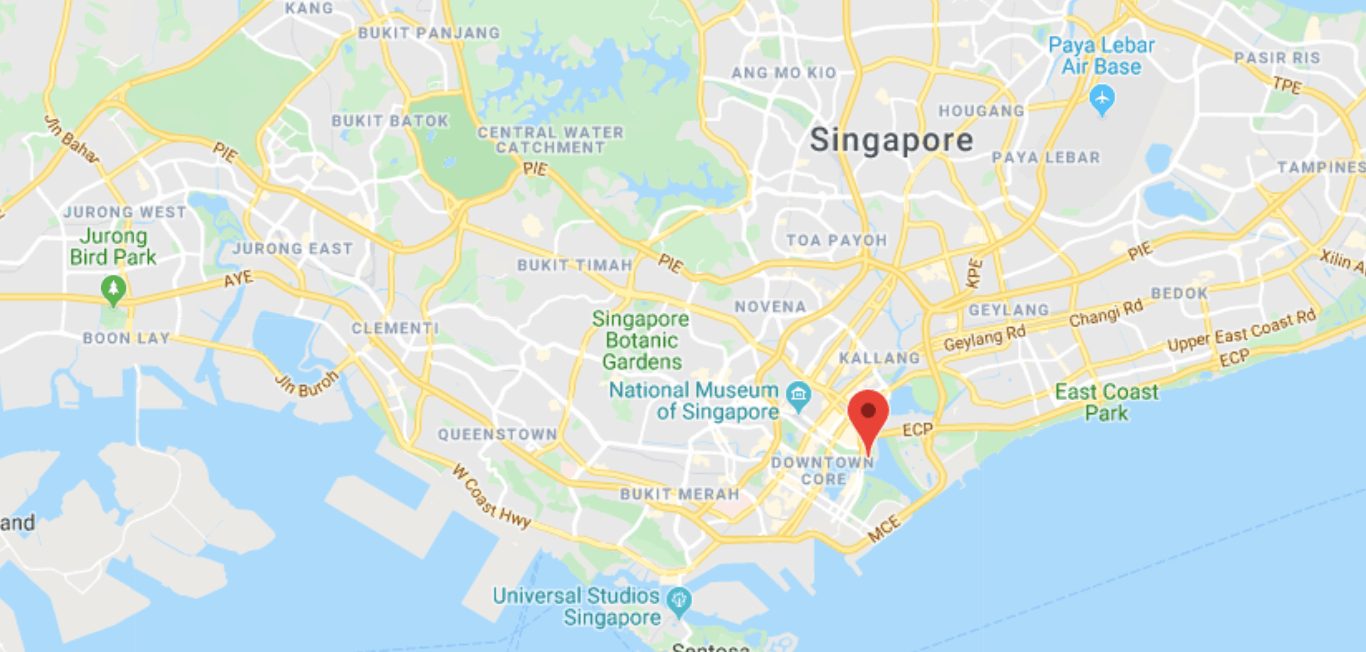 KANG
BUKIT PANJANG
Paya Lebar
Air Base
PASIR RIS
ANG MO KIO
TPE
HOUGANG
Jln Bahar
BUKIT BATOK
CENTRAL WATER
CATCHMENT
Singapore
PAYA LEBAR
PIE
PIE
TAMPINES
JURONG WEST
Jurong
Bird Park
JURONG EAST
TOA PAYOH
PIE
BUKIT TIMAH
PIE
KPE
AYE
Xilin A
BEDOK
NOVENA
GEYLANG
Changi Rd
BOON LAY
CLEMENTI
Singapore
Botanic
Gardens
Geylang Rd
Upper East Coast Rd
KALLANG
ECP
Jln Buroh
National Museum
of Singapore
East Coast
Park
QUEENSTOWN
ECP
DOWNTOWN
CORE
W Coast Hwy
BUKIT MERAH
MCE
and
Universal Studios
Singapore
Sentosa